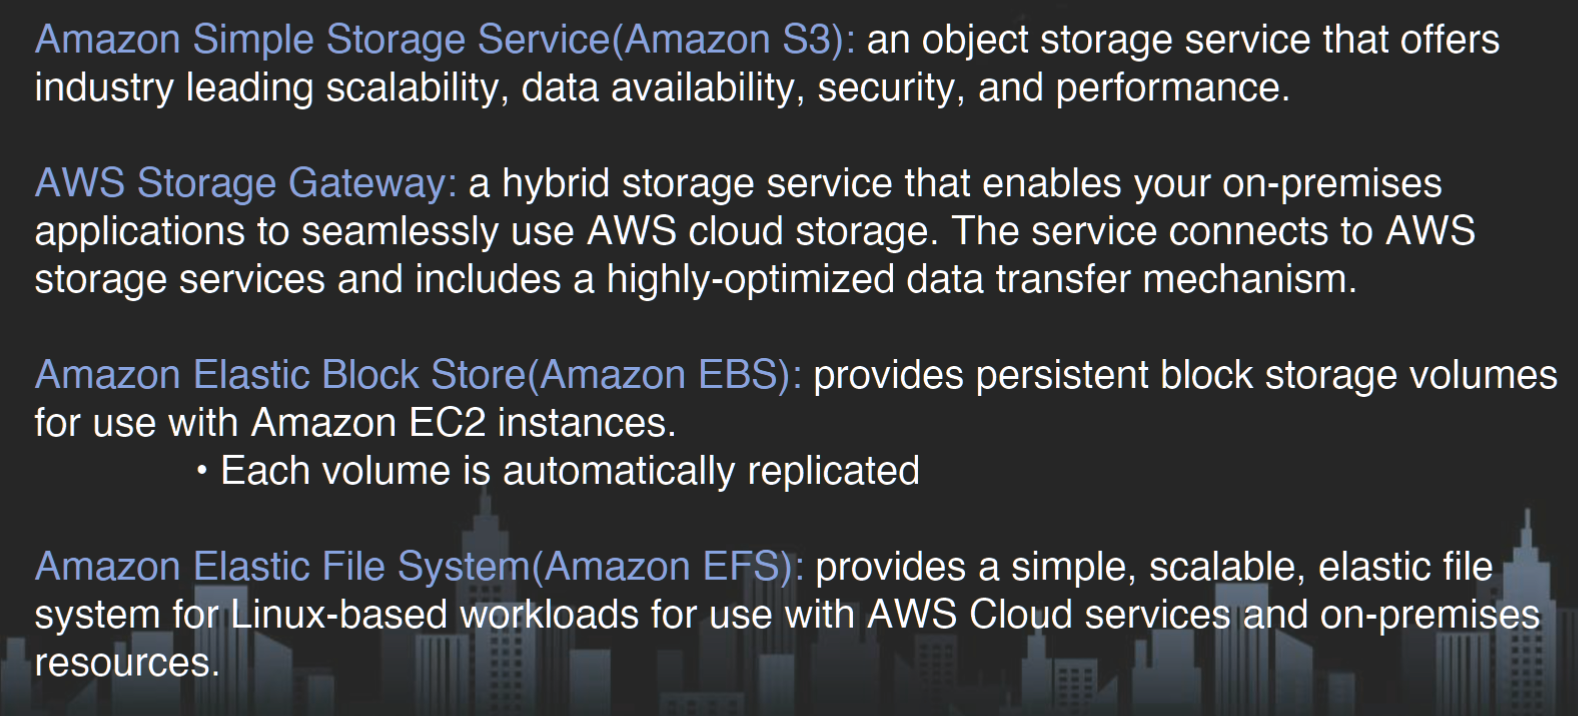 Amazon Simple Storage Service(Amazon S3): an object storage service that offers
industry leading scalability, data availability, security, and performance.
AWS Storage Gateway: a hybrid storage service that enables your on-premises
applications to seamlessly use AWS cloud storage. The service connects to AWS
storage services and includes a highly-optimized data transfer mechanism.
Amazon Elastic Block Store(Amazon EBS): provides persistent block storage volumes
for use with Amazon EC2 instances.
• Each volume is automatically replicated
Amazon Elastic File System(Amazon EFS): provides a simple, scalable, elastic file
system for Linux-based workloads for use with AWS Cloud services and on-premises
resources.